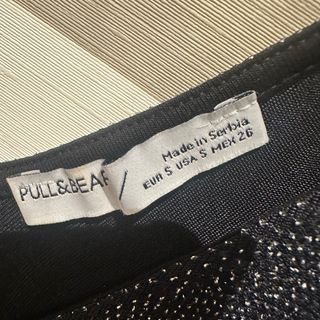 PULL&BEAR
Made in Serbia
EUR S USA S MEX 26